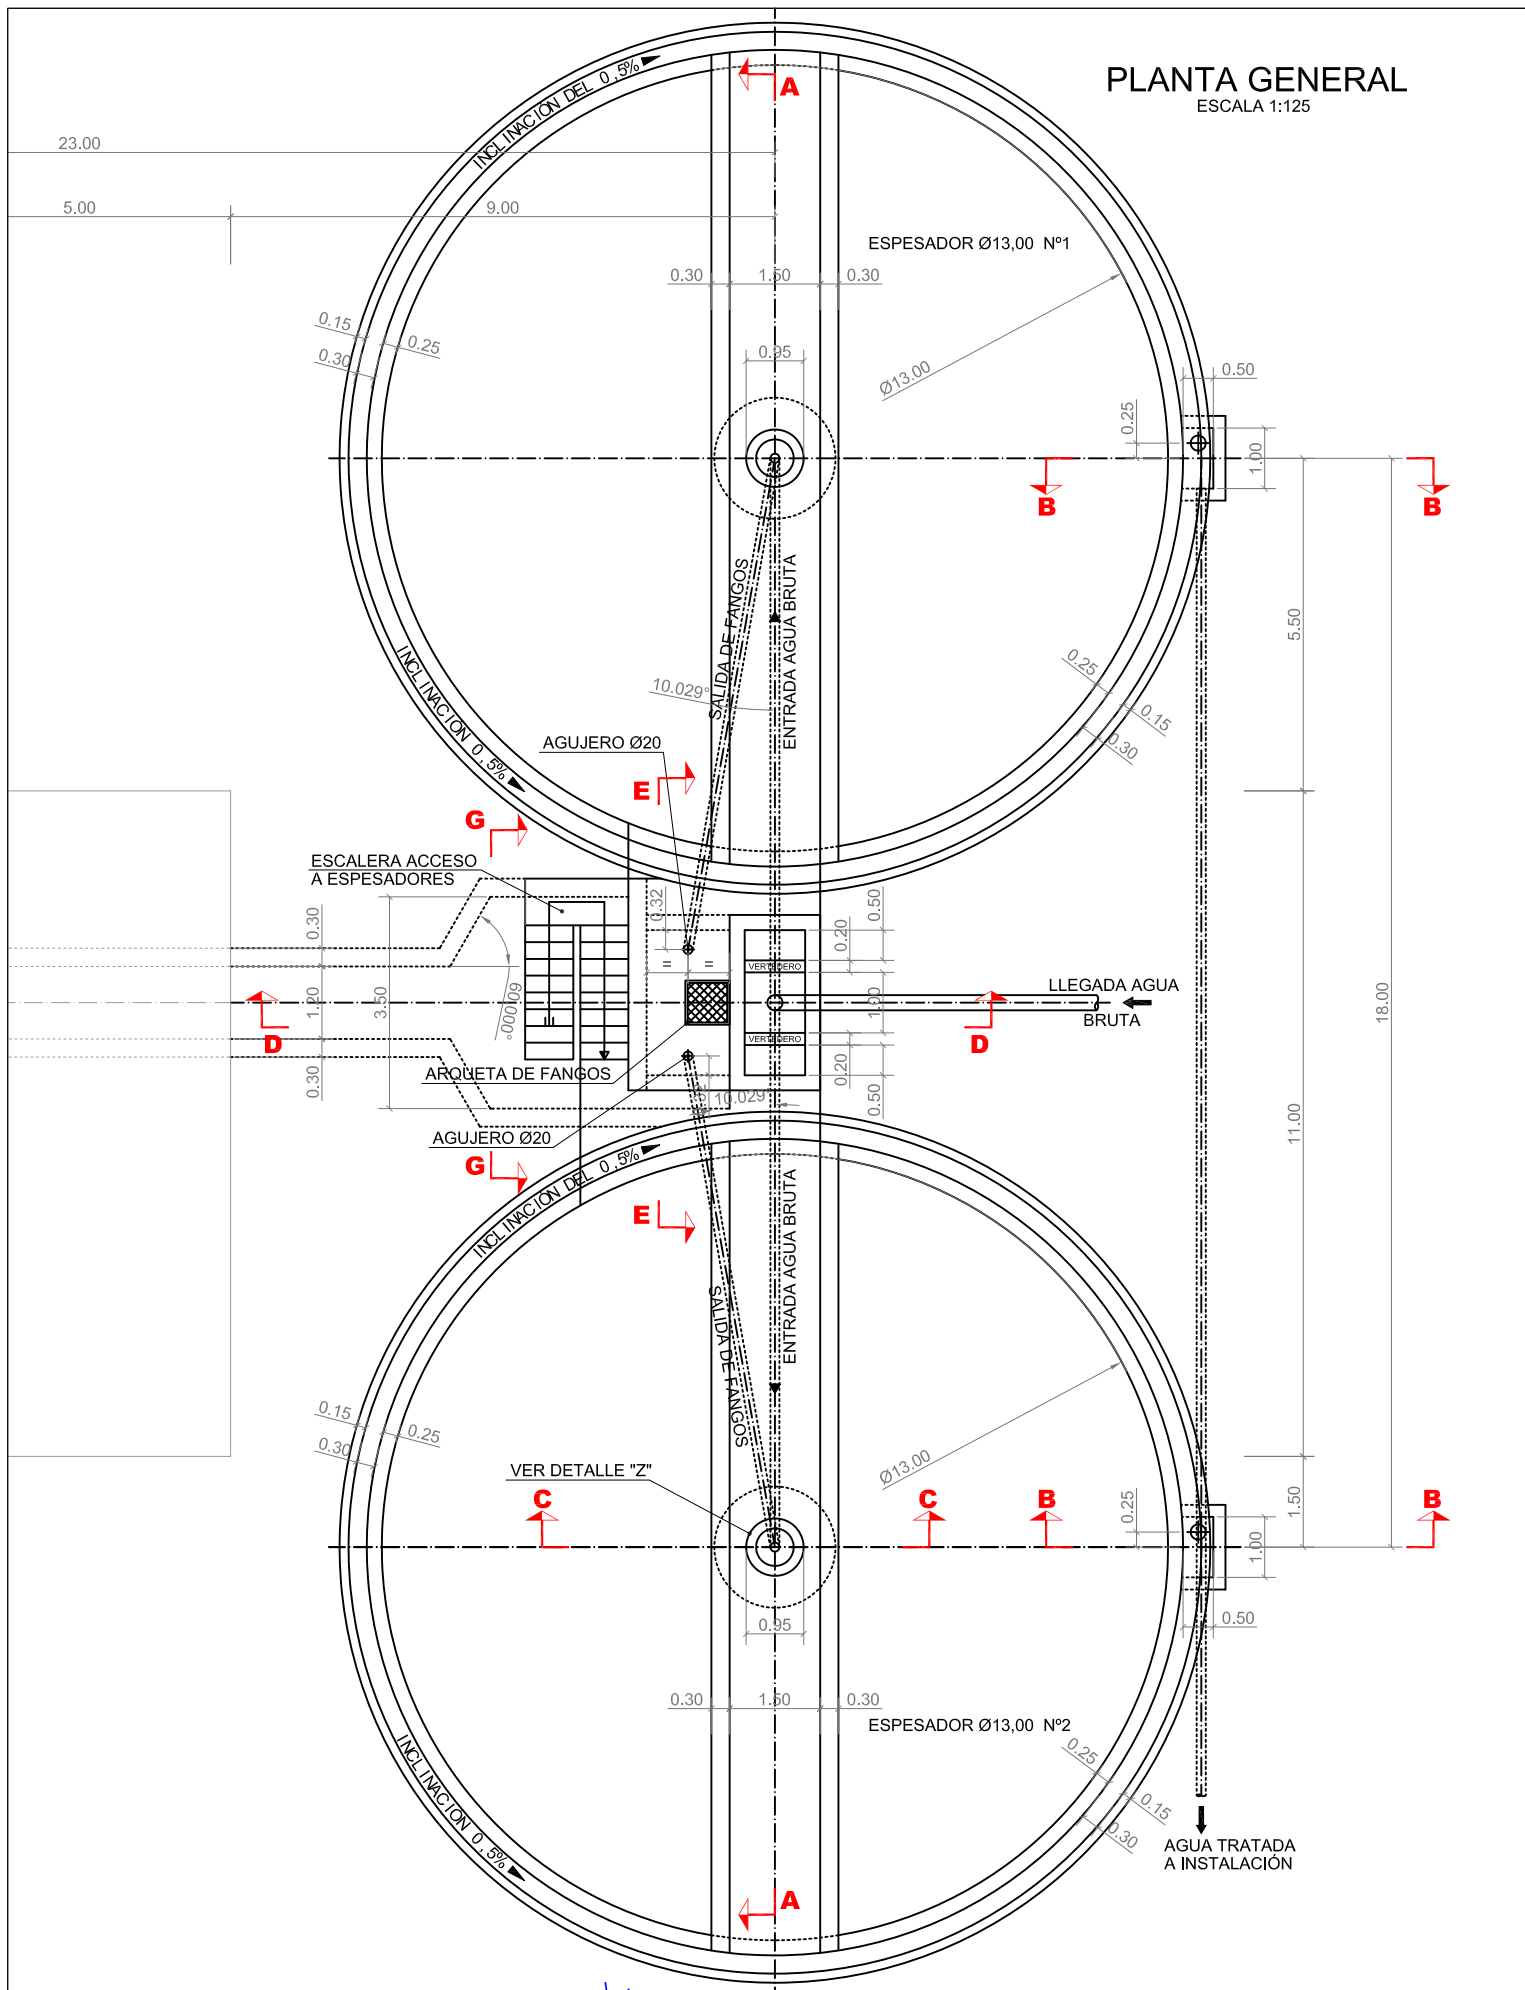 PLANTA GENERAL
ESCALA 1:125
A
INCLINACIÓN DEL 0,5%
23.00
5.00
9.00
ESPESADOR Ø13,00 Nº1
0.30
1.50
0.30
0.15
0.30
0.25
0.95
Ø13.00
0.50
0.25
1.00
B
B
SALIDA DE FANGOS
ENTRADA AGUA BRUTA
5.50
10.029°
0.25
0.15
0.30
INCLINACIÓN 0,5%
AGUJERO Ø20
E
G
ESCALERA ACCESO
A ESPESADORES
0.32
0.50
0.20
0.30
=
=
VERTEDERO
LLEGADA AGUA
BRUTA
1.20
3.50
60.000°
1.00
18.00
D
D
VERTEDERO
ARQUETA DE FANGOS
0.30
0.20
0.50
10.029°
11.00
AGUJERO Ø20
G
E
INCLINACIÓN DEL 0,5%
SALIDA DE FANGOS
ENTRADA AGUA BRUTA
0.15
0.30
0.25
Ø13.00
VER DETALLE "Z"
C
C
B
B
0.25
1.50
1.00
0.95
0.50
0.30
1.50
0.30
ESPESADOR Ø13,00 Nº2
INCLINACIÓN 0,5%
0.25
0.15
0.30
AGUA TRATADA
A INSTALACIÓN
A